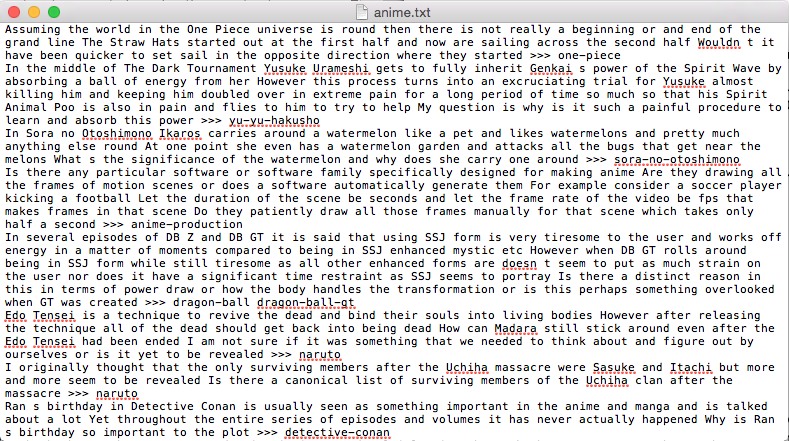 anime.txt
Assuming the world in the One Piece universe is round then there is not really a beginning or and end of the
grand line The Straw Hats started out at the first half and now are sailing across the second half Wouldn t it
have been quicker to set sail in the opposite direction where they started >>> one-piece
In the middle of The Dark Tournament Yusuke Urameshi gets to fully inherit Genkai s power of the Spirit Wave by
absorbing a ball of energy from her However this process turns into an excruciating trial for Yusuke almost
killing him and keeping him doubled over in extreme pain for a long period of time so much so that his Spirit
Animal Poo is also in pain and flies to him to try to help My question is why is it such a painful procedure to
learn and absorb this power >>> yu-yu-hakusho
In Sora no Otoshimono Ikaros carries around a watermelon like a pet and likes watermelons and pretty much
anything else round At one point she even has a watermelon garden and attacks all the bugs that get near the
melons What s the significance of the watermelon and why does she carry one around >>> sora-no-otoshimono
Is there any particular software or software family specifically designed for making anime Are they drawing all
the frames of motion scenes or does a software automatically generate them For example consider a soccer player
kicking a football Let the duration of the scene be seconds and let the frame rate of the video be fps that
makes frames in that scene Do they patiently draw all those frames manually for that scene which takes only
half a second >>> anime-production
In several episodes of DB Z and DB GT it is said that using SSJ form is very tiresome to the user and works off
energy in a matter of moments compared to being in SSJ enhanced mystic etc However when DB GT rolls around
being in SSJ form while still tiresome as all other enhanced forms are doesn t seem to put as much strain on
the user nor does it have a significant time restraint as SSJ seems to portray Is there a distinct reason in
this in terms of power draw or how the body handles the transformation or is this perhaps something overlooked
when GT was created >>> dragon-ball dragon-ball-gt
Edo Tensei is a technique to revive the dead and bind their souls into living bodies However after releasing
the technique all of the dead should get back into being dead How can Madara still stick around even after the
Edo Tensei had been ended I am not sure if it was something that we needed to think about and figure out by
ourselves or is it yet to be revealed >>> naruto
I originally thought that the only surviving members after the Uchiha massacre were Sasuke and Itachi but more
and more seem to be revealed Is there a canonical list of surviving members of the Uchiha clan after the
massacre >>> naruto
Ran s birthday in Detective Conan is usually seen as something important in the anime and manga and is talked
about a lot Yet throughout the entire series of episodes and volumes it has never actually happened Why is Ran
s birthday so important to the plot >>> detective-conan